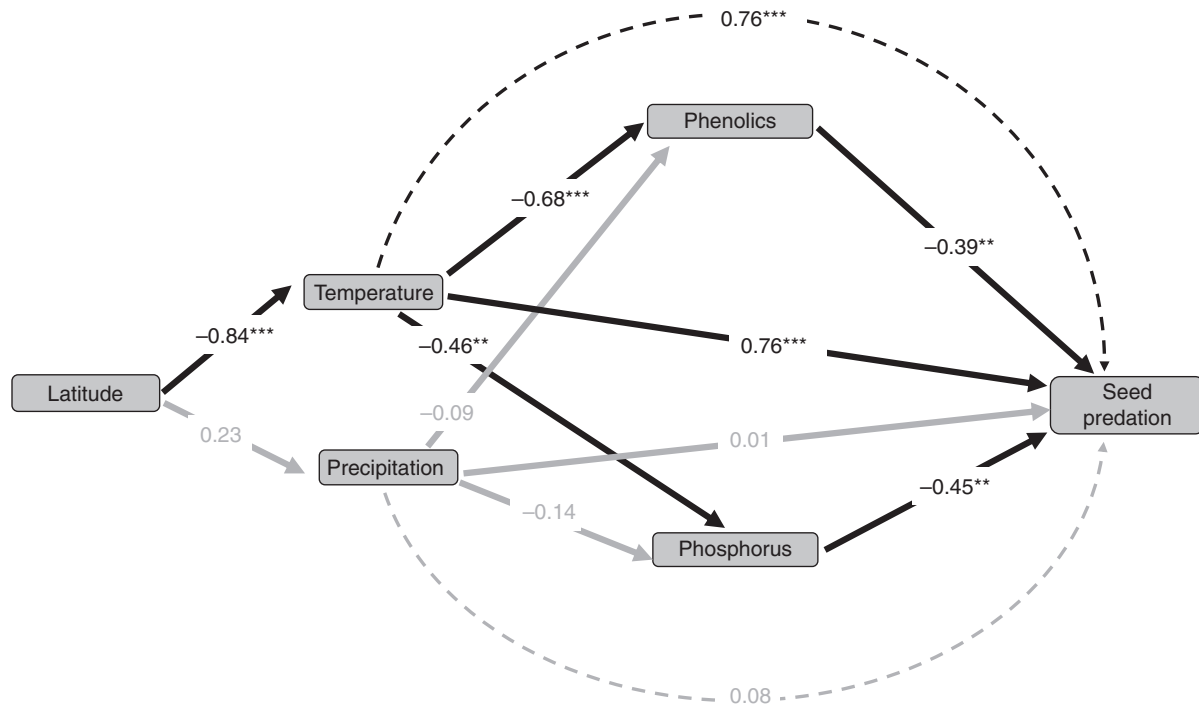 0.76***
Phenolics
–0.68***
–0.39**
Temperature
–0.84***
–0.46**
0.76***
Latitude
Seed
predation
–0.09
0.23
0.01
Precipitation
–0.45**
–0.14
Phosphorus
0.08